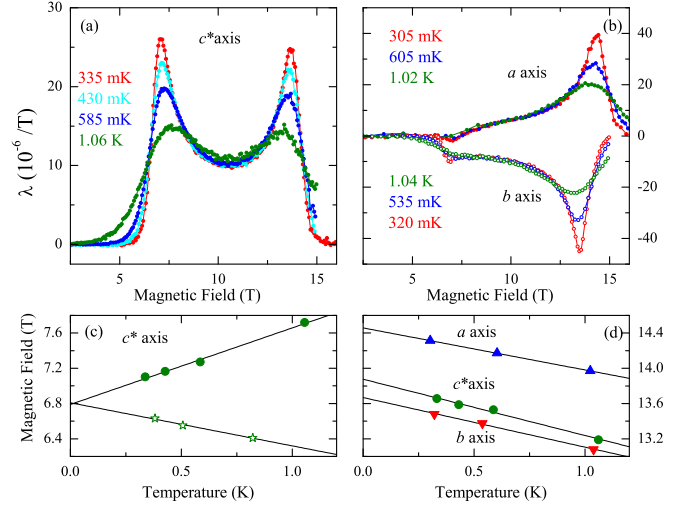 (a)
c*axis
335 mK
430 mK
585 mK
1.06 K
30
25
20
15
10
5
0
λ (10⁻⁶ /T)
5
10
15
Magnetic Field (T)
(b)
305 mK
605 mK
1.02 K
a axis
b axis
1.04 K
535 mK
320 mK
40
20
0
-20
-40
5
10
15
Magnetic Field (T)
(c)
c* axis
7.6
7.2
6.8
6.4
Magnetic Field (T)
0.0
0.5
1.0
Temperature (K)
(d)
a axis
c*axis
b axis
14.4
14.0
13.6
13.2
0.0
0.5
1.0
Temperature (K)